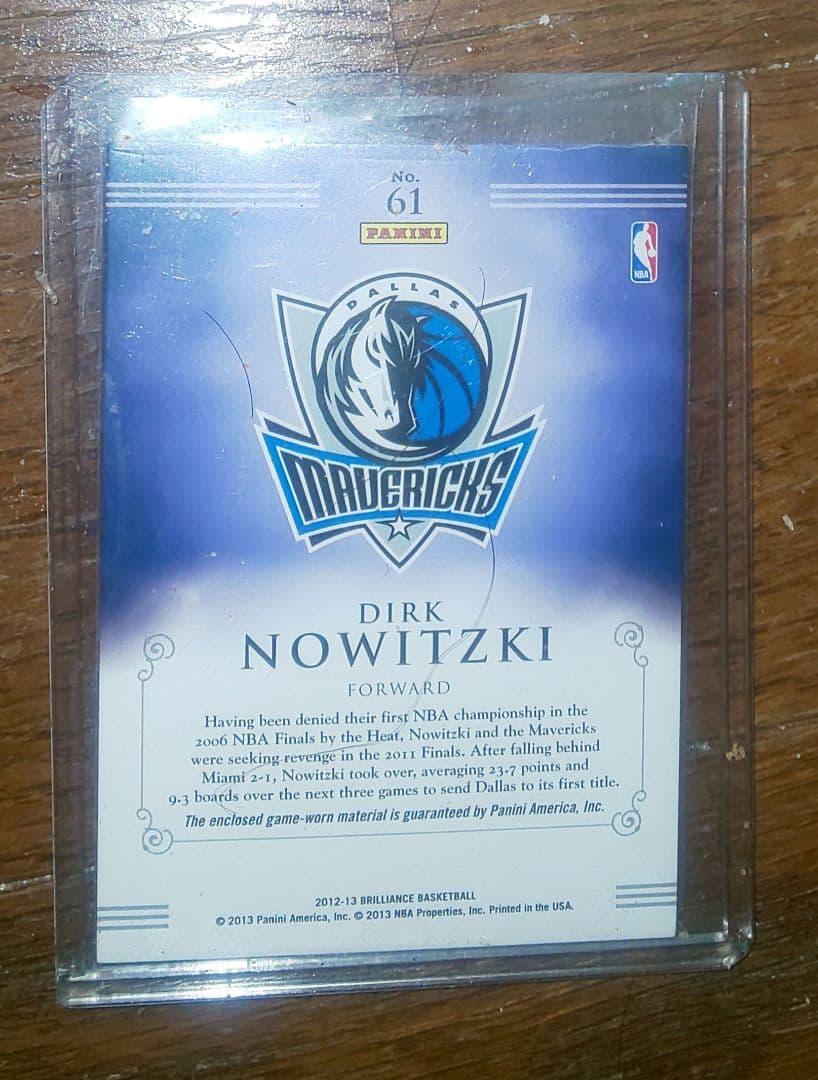 No.
61
PANINI
NBA
DALLAS
MAVERICKS
DIRK
NOWITZKI
FORWARD
Having been denied their first NBA championship in the
2006 NBA Finals by the Heat, Nowitzki and the Mavericks
were seeking revenge in the 2011 Finals. After falling behind
Miami 2-1, Nowitzki took over, averaging 23.7 points and
9.3 boards over the next three games to send Dallas to its first title.
The enclosed game-worn material is guaranteed by Panini America, Inc.
2012-13 BRILLIANCE BASKETBALL
© 2013 Panini America, Inc. © 2013 NBA Properties, Inc. Printed in the USA.